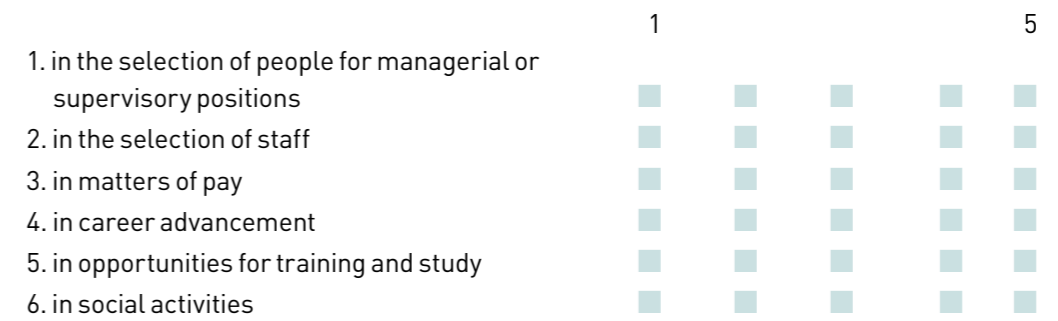 1 5
1. in the selection of people for managerial or
supervisory positions
2. in the selection of staff
3. in matters of pay
4. in career advancement
5. in opportunities for training and study
6. in social activities